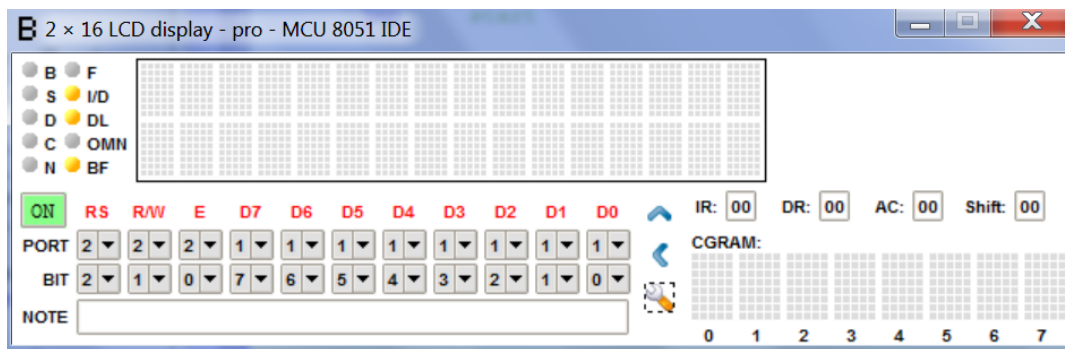 B 2 × 16 LCD display - pro - MCU 8051 IDE
B F
S I/D
D DL
C OMN
N BF
ON RS R/W E D7 D6 D5 D4 D3 D2 D1 D0 IR: 00 DR: 00 AC: 00 Shift: 00
PORT 2 2 2 1 1 1 1 1 1 1 1 CGRAM:
BIT 2 1 0 7 6 5 4 3 2 1 0
NOTE
0 1 2 3 4 5 6 7